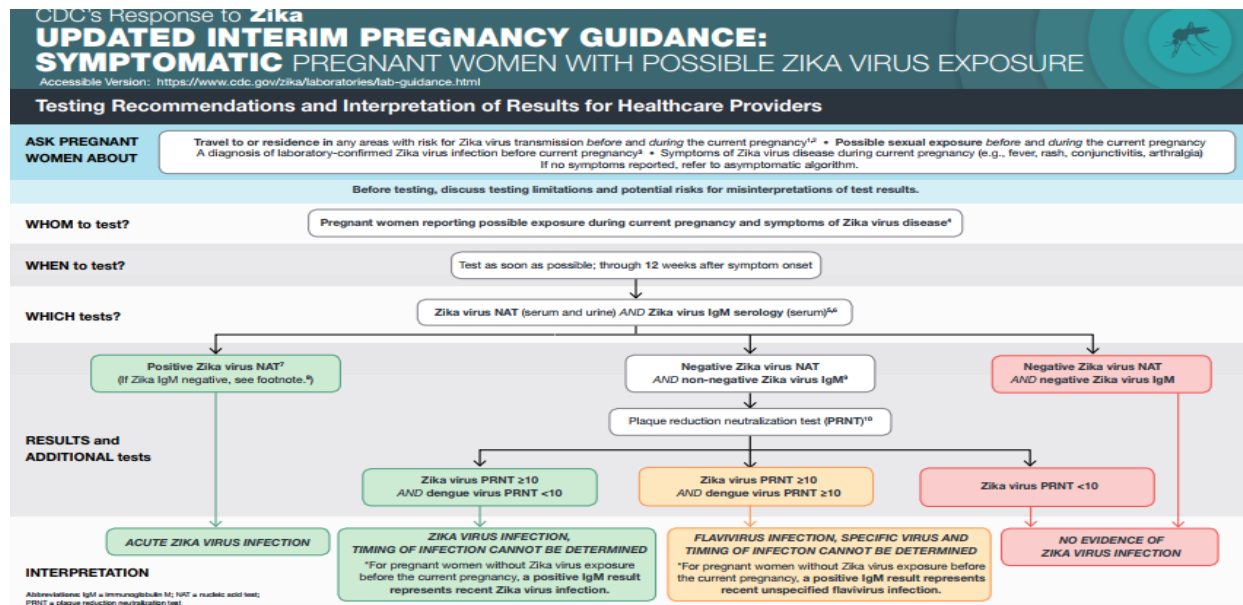 CDC's Response to Zika
UPDATED INTERIM PREGNANCY GUIDANCE:
SYMPTOMATIC PREGNANT WOMEN WITH POSSIBLE ZIKA VIRUS EXPOSURE
Accessible Version: https://www.cdc.gov/zika/laboratories/lab-guidance.html
Testing Recommendations and Interpretation of Results for Healthcare Providers
ASK PREGNANT
WOMEN ABOUT
Travel to or residence in any areas with risk for Zika virus transmission before and during the current pregnancy¹,² • Possible sexual exposure before and during the current pregnancy
A diagnosis of laboratory-confirmed Zika virus infection before current pregnancy³ • Symptoms of Zika virus disease during current pregnancy (e.g., fever, rash, conjunctivitis, arthralgia)
If no symptoms reported, refer to asymptomatic algorithm.
Before testing, discuss testing limitations and potential risks for misinterpretations of test results.
WHOM to test?
Pregnant women reporting possible exposure during current pregnancy and symptoms of Zika virus disease⁴
WHEN to test?
Test as soon as possible; through 12 weeks after symptom onset
WHICH tests?
Zika virus NAT (serum and urine) AND Zika virus IgM serology (serum)⁵,⁶
RESULTS and
ADDITIONAL tests
Positive Zika virus NAT⁷
(If Zika IgM negative, see footnote.⁸)
Negative Zika virus NAT
AND non-negative Zika virus IgM⁹
Negative Zika virus NAT
AND negative Zika virus IgM
Plaque reduction neutralization test (PRNT)¹⁰
Zika virus PRNT ≥10
AND dengue virus PRNT <10
Zika virus PRNT ≥10
AND dengue virus PRNT ≥10
Zika virus PRNT <10
INTERPRETATION
ACUTE ZIKA VIRUS INFECTION
ZIKA VIRUS INFECTION,
TIMING OF INFECTION CANNOT BE DETERMINED
*For pregnant women without Zika virus exposure
before the current pregnancy, a positive IgM result
represents recent Zika virus infection.
FLAVIVIRUS INFECTION, SPECIFIC VIRUS AND
TIMING OF INFECTON CANNOT BE DETERMINED
*For pregnant women without Zika virus exposure
before the current pregnancy, a positive IgM result represents
recent unspecified flavivirus infection.
NO EVIDENCE OF
ZIKA VIRUS INFECTION
Abbreviations: IgM = immunoglobulin M; NAT = nucleic acid test;
PRNT = plaque reduction neutralization test